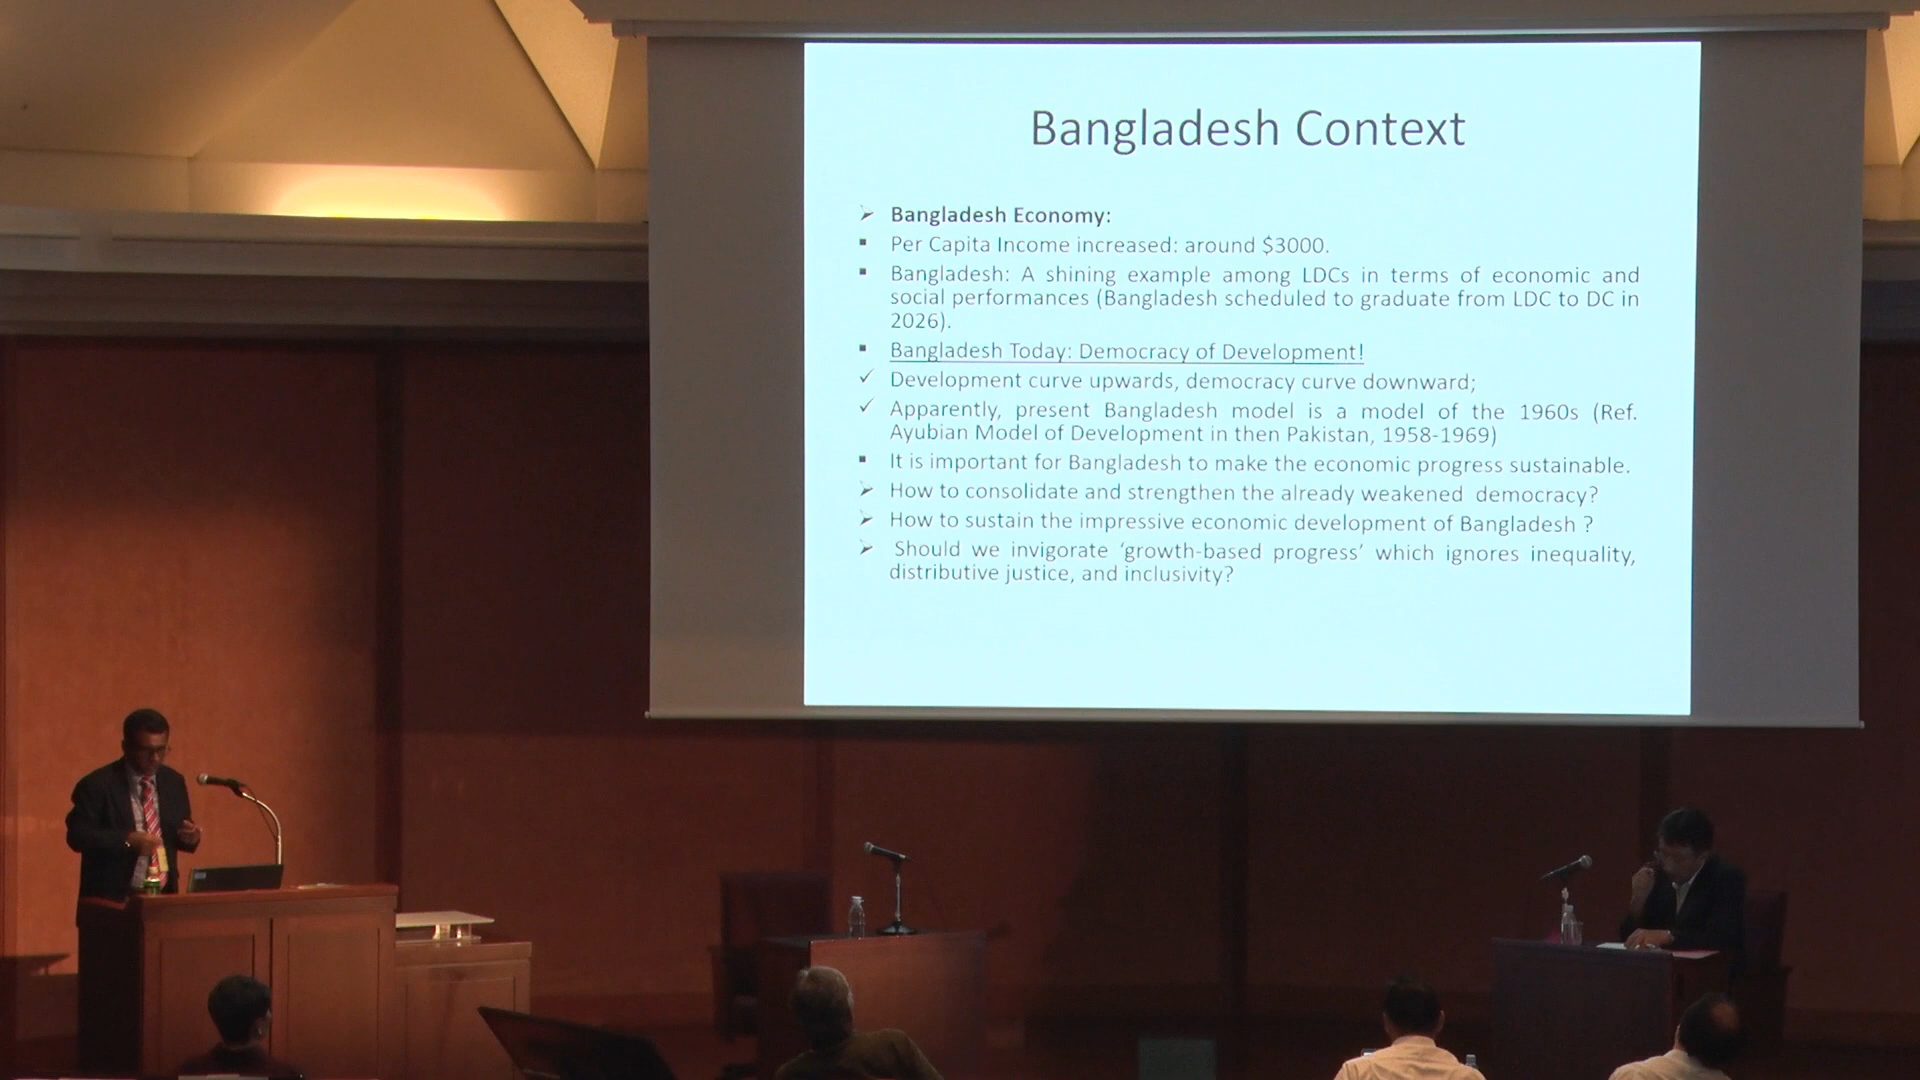 Bangladesh Context
➢ Bangladesh Economy:
▪ Per Capita Income increased: around $3000.
▪ Bangladesh: A shining example among LDCs in terms of economic and
social performances (Bangladesh scheduled to graduate from LDC to DC in
2026).
▪ Bangladesh Today: Democracy of Development!
✓ Development curve upwards, democracy curve downward;
✓ Apparently, present Bangladesh model is a model of the 1960s (Ref.
Ayubian Model of Development in then Pakistan, 1958-1969)
▪ It is important for Bangladesh to make the economic progress sustainable.
➢ How to consolidate and strengthen the already weakened democracy?
➢ How to sustain the impressive economic development of Bangladesh ?
➢ Should we invigorate ‘growth-based progress’ which ignores inequality,
distributive justice, and inclusivity?